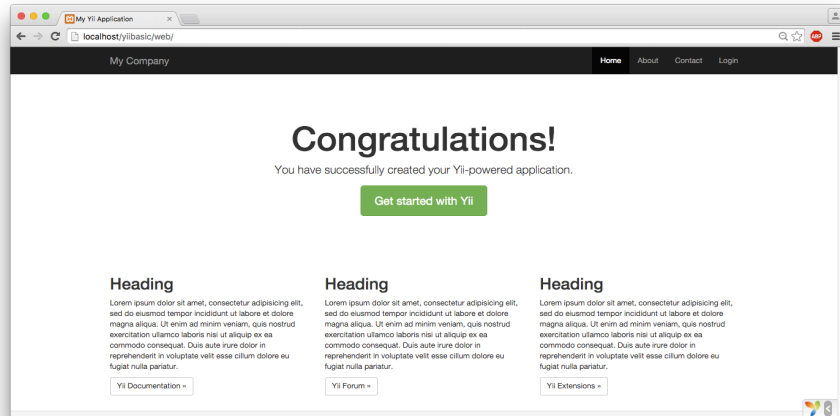 My Yii Application
localhost/yiibasic/web/
ABP
My Company Home About Contact Login
Congratulations!
You have successfully created your Yii-powered application.
Get started with Yii
Heading Heading Heading
Lorem ipsum dolor sit amet, consectetur adipisicing elit, Lorem ipsum dolor sit amet, consectetur adipisicing elit, Lorem ipsum dolor sit amet, consectetur adipisicing elit,
sed do eiusmod tempor incididunt ut labore et dolore sed do eiusmod tempor incididunt ut labore et dolore sed do eiusmod tempor incididunt ut labore et dolore
magna aliqua. Ut enim ad minim veniam, quis nostrud magna aliqua. Ut enim ad minim veniam, quis nostrud magna aliqua. Ut enim ad minim veniam, quis nostrud
exercitation ullamco laboris nisi ut aliquip ex ea exercitation ullamco laboris nisi ut aliquip ex ea exercitation ullamco laboris nisi ut aliquip ex ea
commodo consequat. Duis aute irure dolor in commodo consequat. Duis aute irure dolor in commodo consequat. Duis aute irure dolor in
reprehenderit in voluptate velit esse cillum dolore eu reprehenderit in voluptate velit esse cillum dolore eu reprehenderit in voluptate velit esse cillum dolore eu
fugiat nulla pariatur. fugiat nulla pariatur. fugiat nulla pariatur.
Yii Documentation » Yii Forum » Yii Extensions »